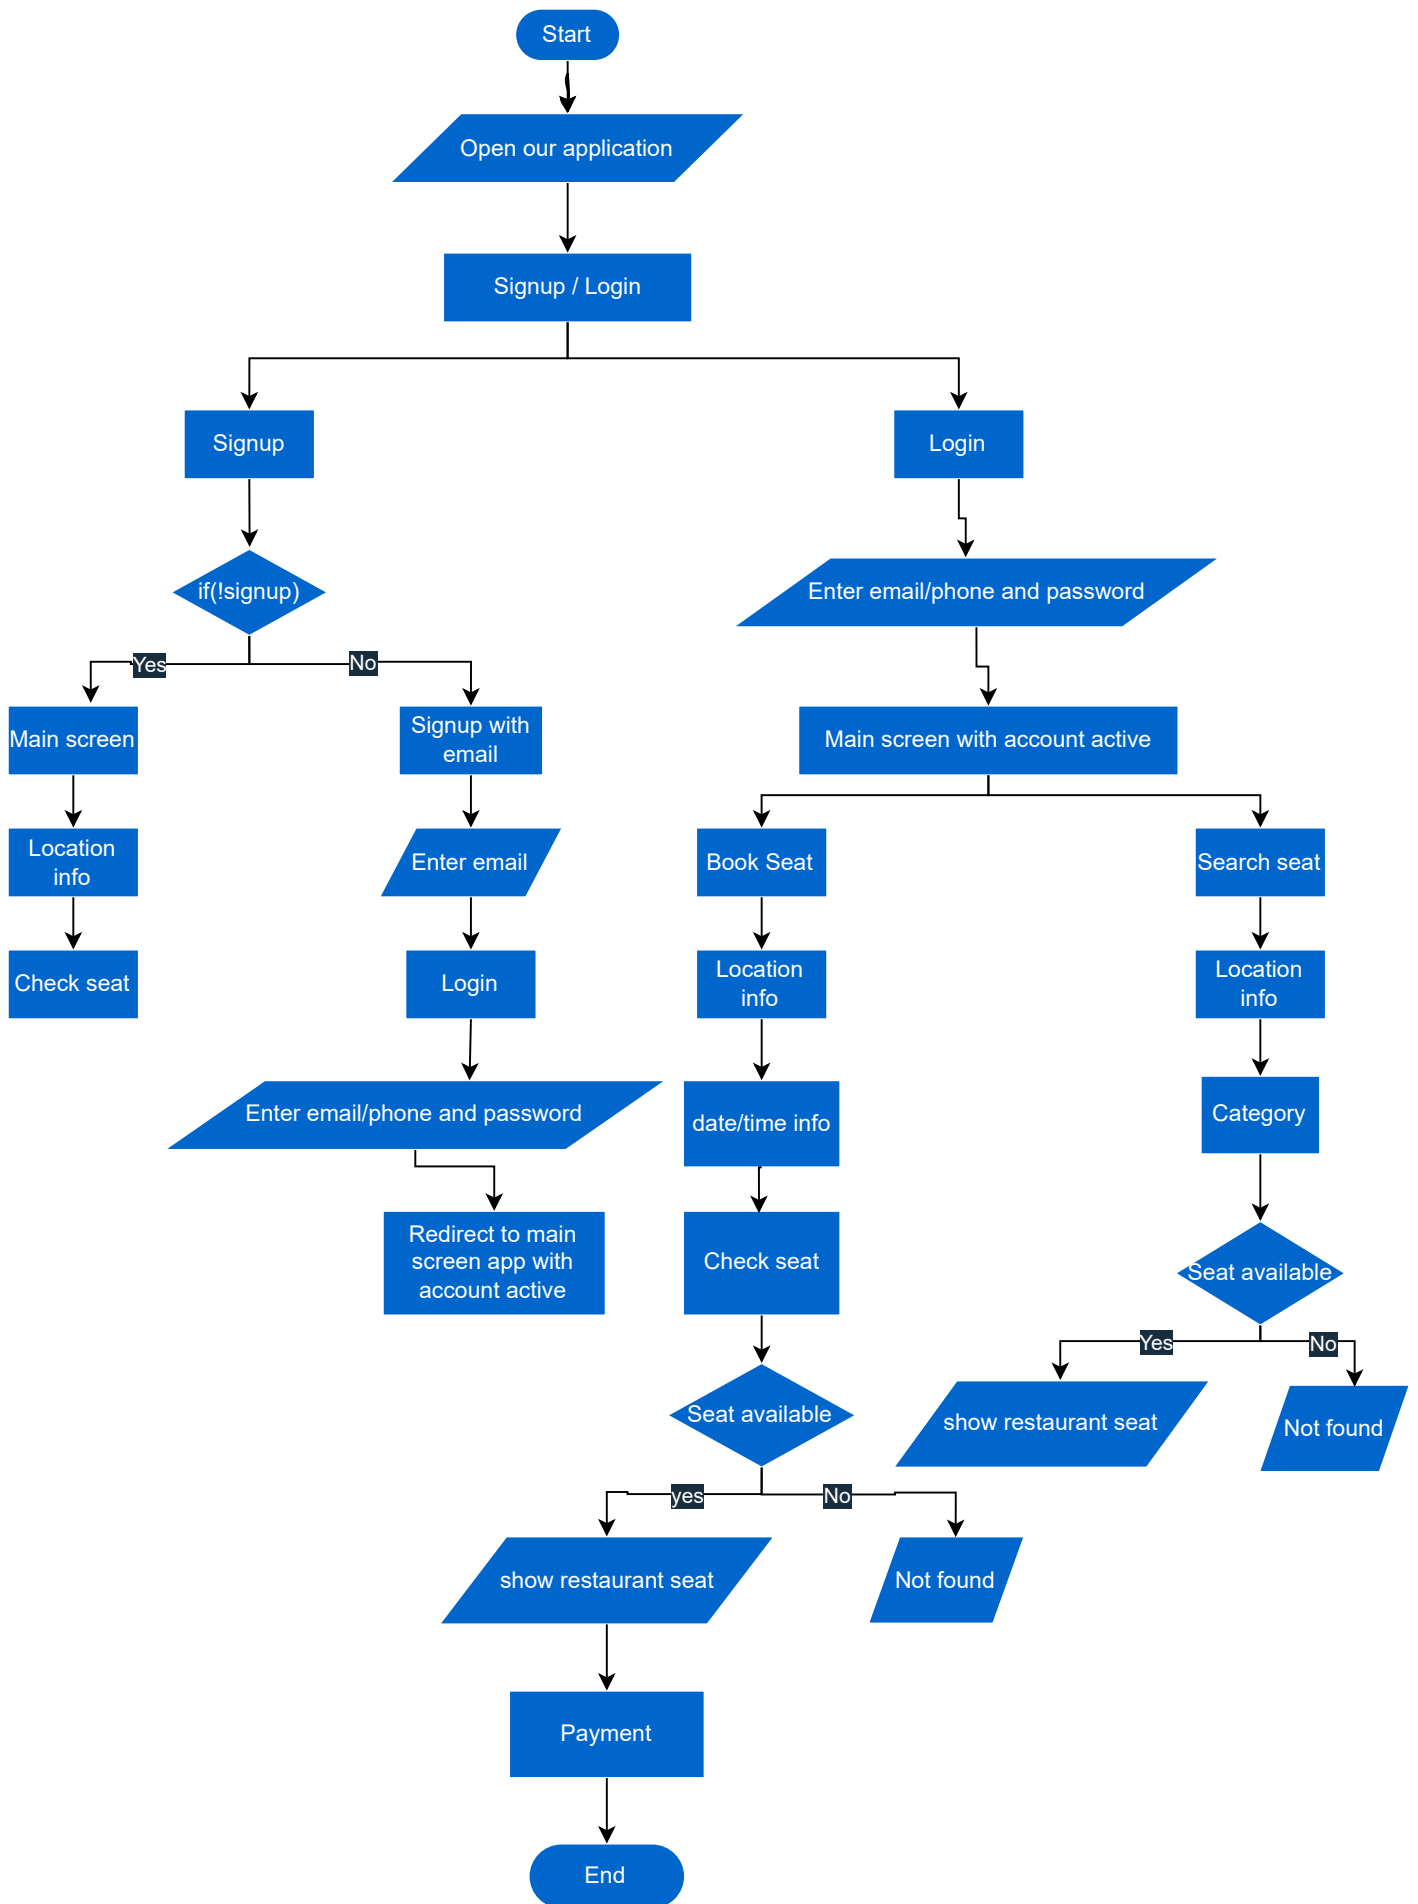 Start
Open our application
Signup / Login
Signup
Login
if(!signup)
Enter email/phone and password
Yes
No
Main screen
Signup with
email
Main screen with account active
Location
info
Enter email
Book Seat
Search seat
Check seat
Login
Location
info
Location
info
Enter email/phone and password
date/time info
Category
Redirect to main
screen app with
account active
Check seat
Seat available
Yes
No
Seat available
show restaurant seat
Not found
yes
No
show restaurant seat
Not found
Payment
End